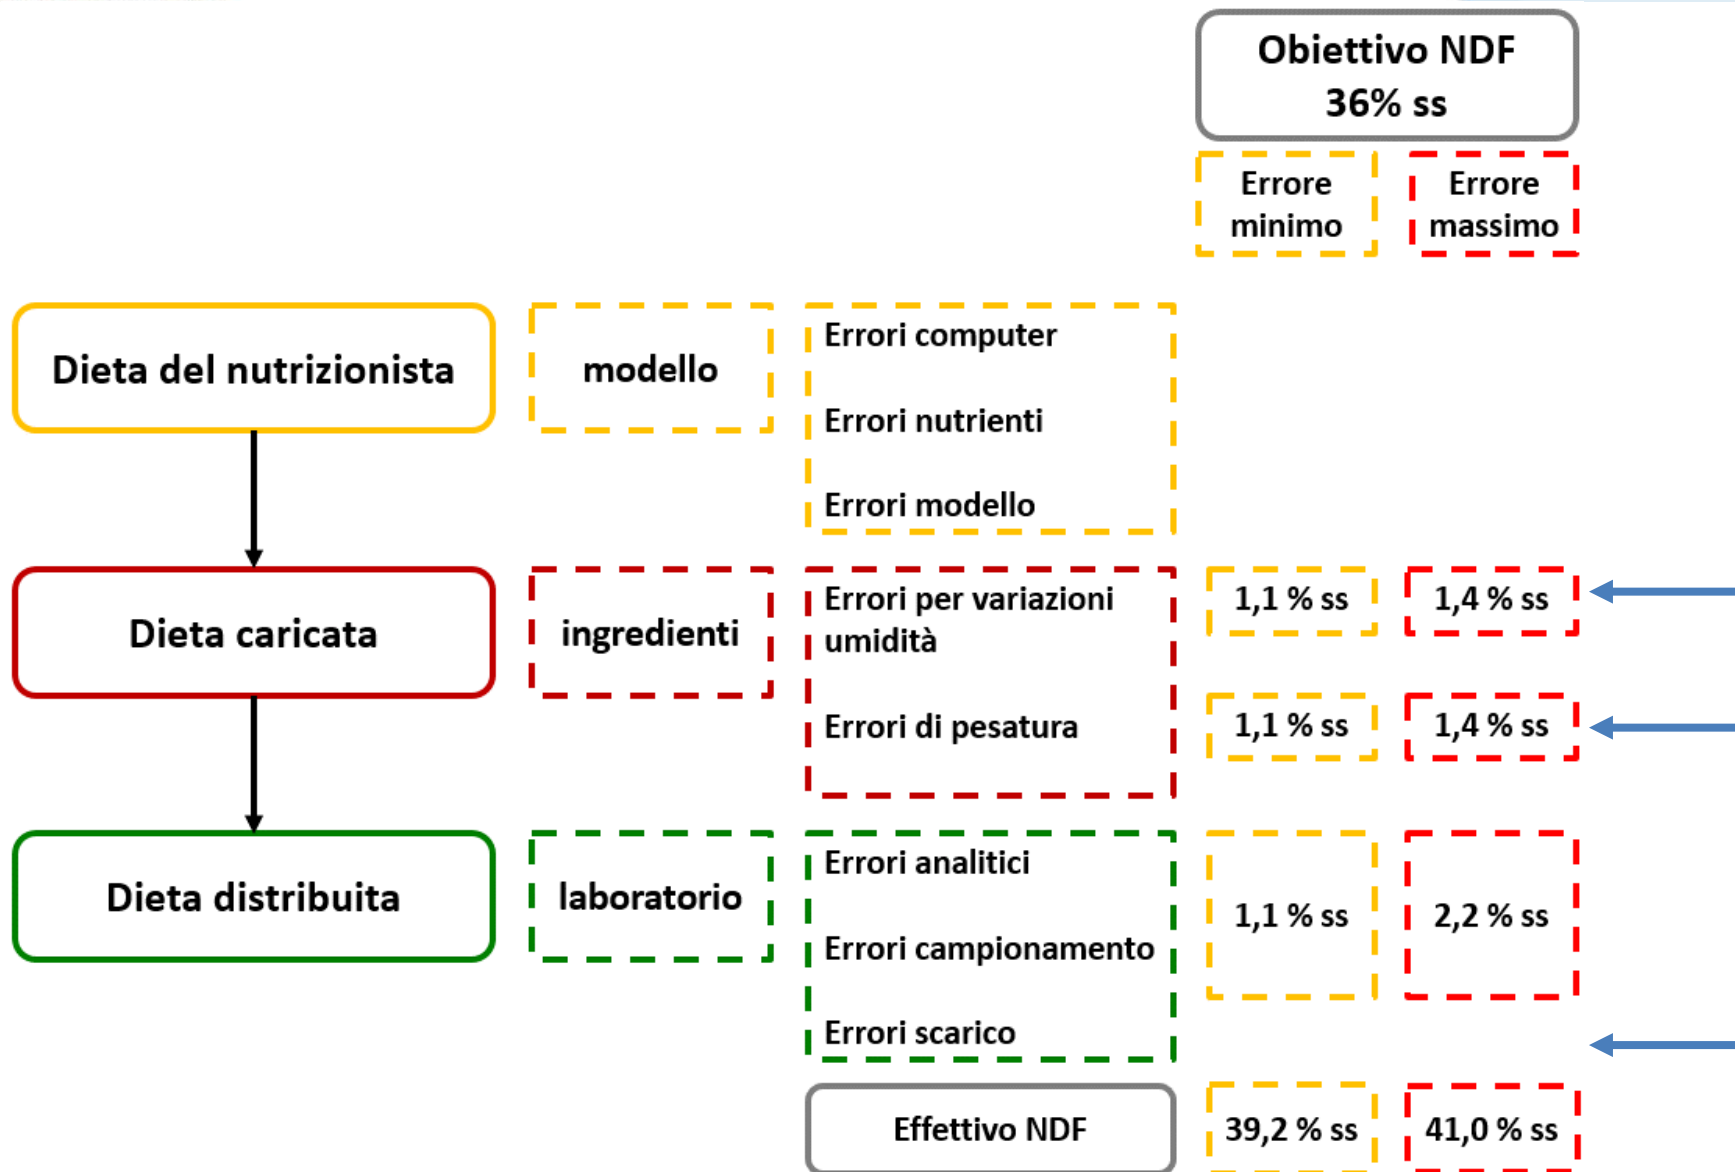 Obiettivo NDF
36% ss
Errore
minimo
Errore
massimo
Dieta del nutrizionista
modello
Errori computer
Errori nutrienti
Errori modello
Dieta caricata
ingredienti
Errori per variazioni
umidità
1,1 % ss
1,4 % ss
Errori di pesatura
1,1 % ss
1,4 % ss
Dieta distribuita
laboratorio
Errori analitici
Errori campionamento
Errori scarico
1,1 % ss
2,2 % ss
Effettivo NDF
39,2 % ss
41,0 % ss